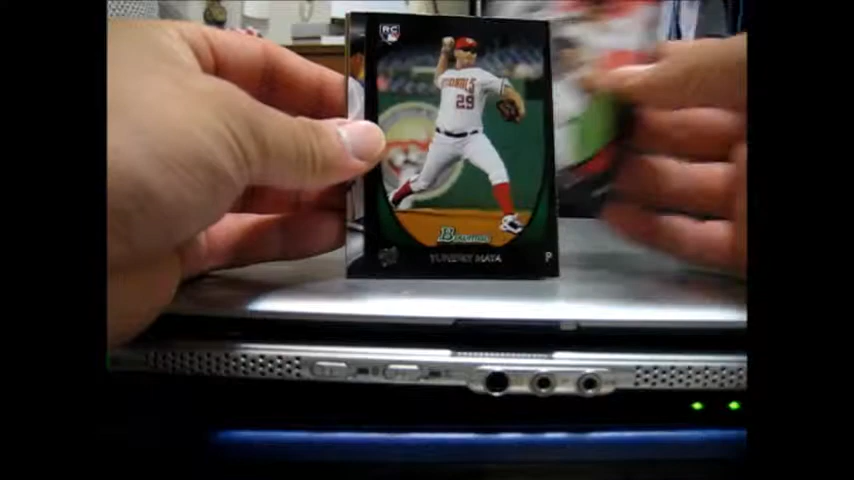 RC
NATIONALS
29
Bowman
YUNESKY MAYA
P